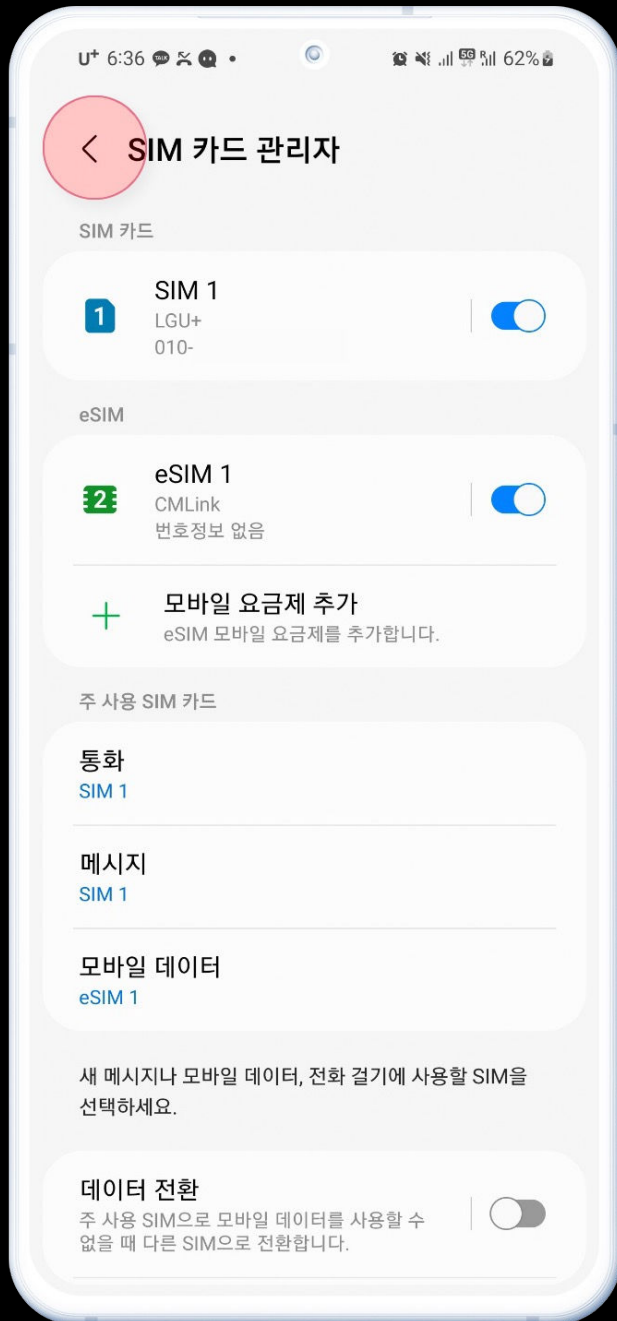 U+ 6:36 62%
SIM 카드 관리자
SIM 카드
1
SIM 1
LGU+
010-
eSIM
2
eSIM 1
CMLink
번호정보 없음
모바일 요금제 추가
eSIM 모바일 요금제를 추가합니다.
주 사용 SIM 카드
통화
SIM 1
메시지
SIM 1
모바일 데이터
eSIM 1
새 메시지나 모바일 데이터, 전화 걸기에 사용할 SIM을
선택하세요.
데이터 전환
주 사용 SIM으로 모바일 데이터를 사용할 수
없을 때 다른 SIM으로 전환합니다.